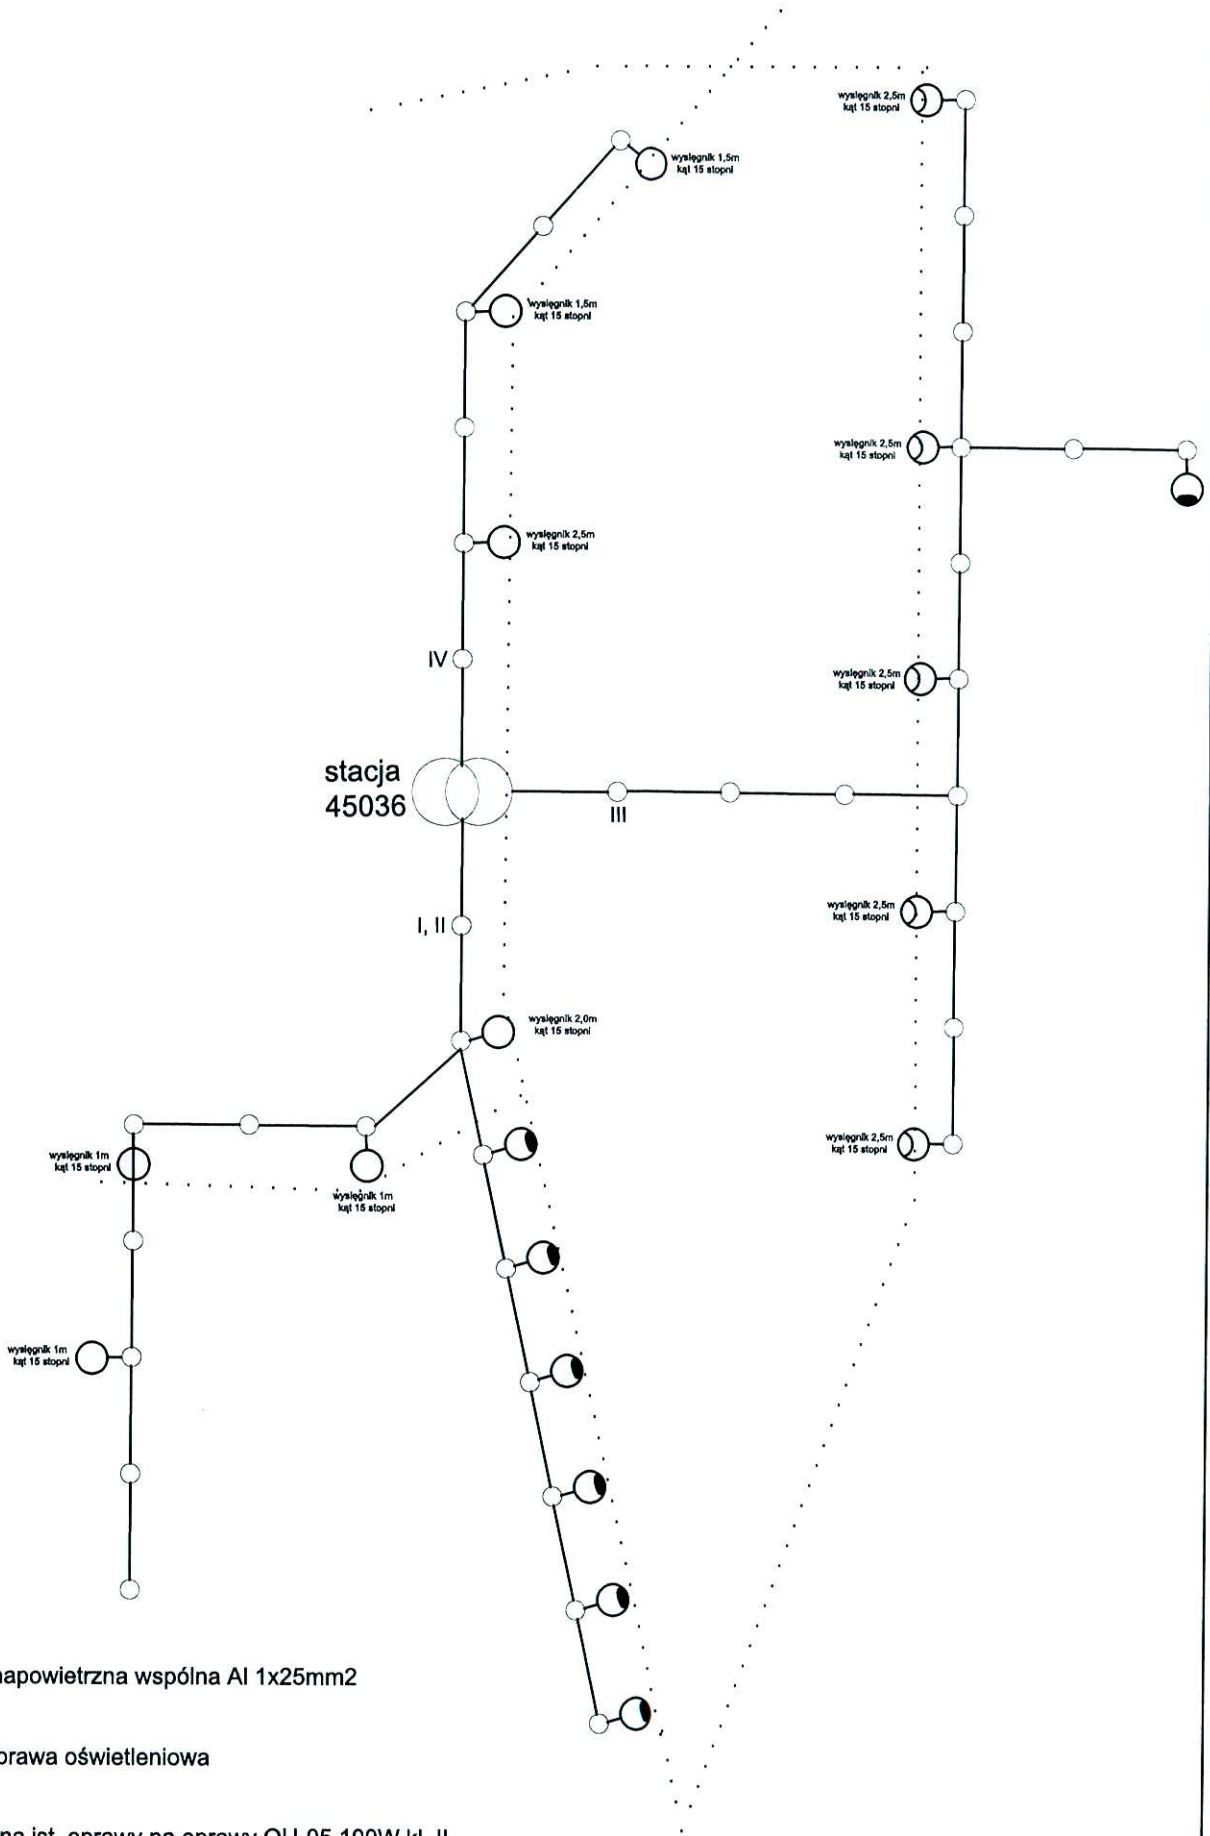 wysięgnik 2,5m
kąt 15 stopni
wysięgnik 1,5m
kąt 15 stopni
wysięgnik 1,5m
kąt 15 stopni
wysięgnik 2,5m
kąt 15 stopni
wysięgnik 2,5m
kąt 15 stopni
IV
wysięgnik 2,5m
kąt 15 stopni
stacja
45036
III
wysięgnik 2,5m
kąt 15 stopni
I, II
wysięgnik 2,0m
kąt 15 stopni
wysięgnik 2,5m
kąt 15 stopni
wysięgnik 1m
kąt 15 stopni
wysięgnik 1m
kąt 15 stopni
wysięgnik 1m
kąt 15 stopni
napowietrzna wspólna Al 1x25mm2
prawa oświetleniowa